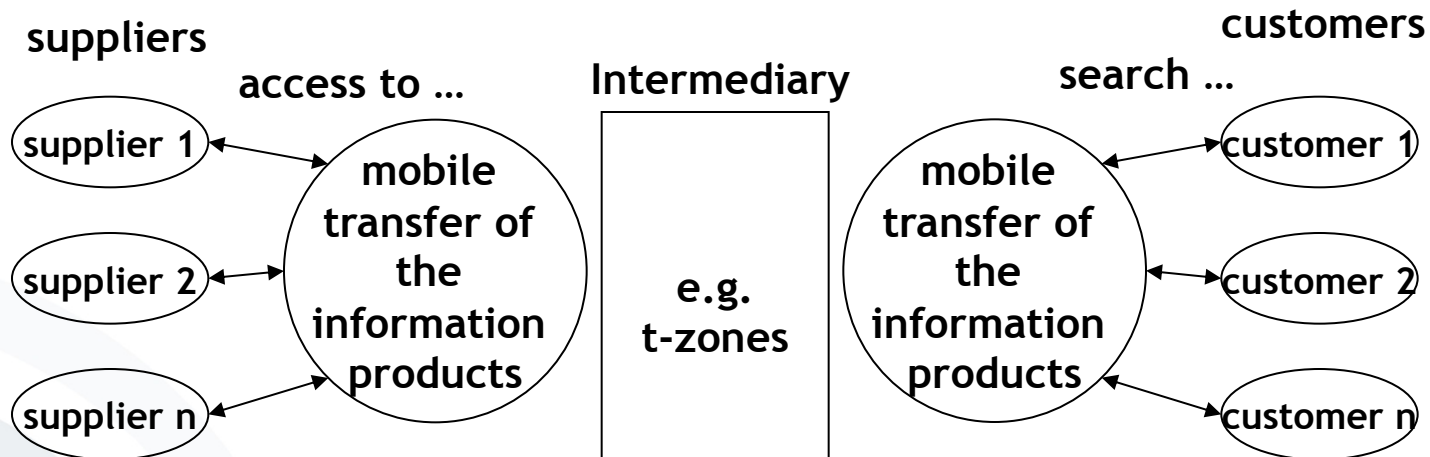 suppliers
customers
access to ...
Intermediary
search ...
supplier 1
mobile
transfer of
the
information
products
mobile
transfer of
the
information
products
customer 1
supplier 2
e.g.
t-zones
customer 2
supplier n
customer n